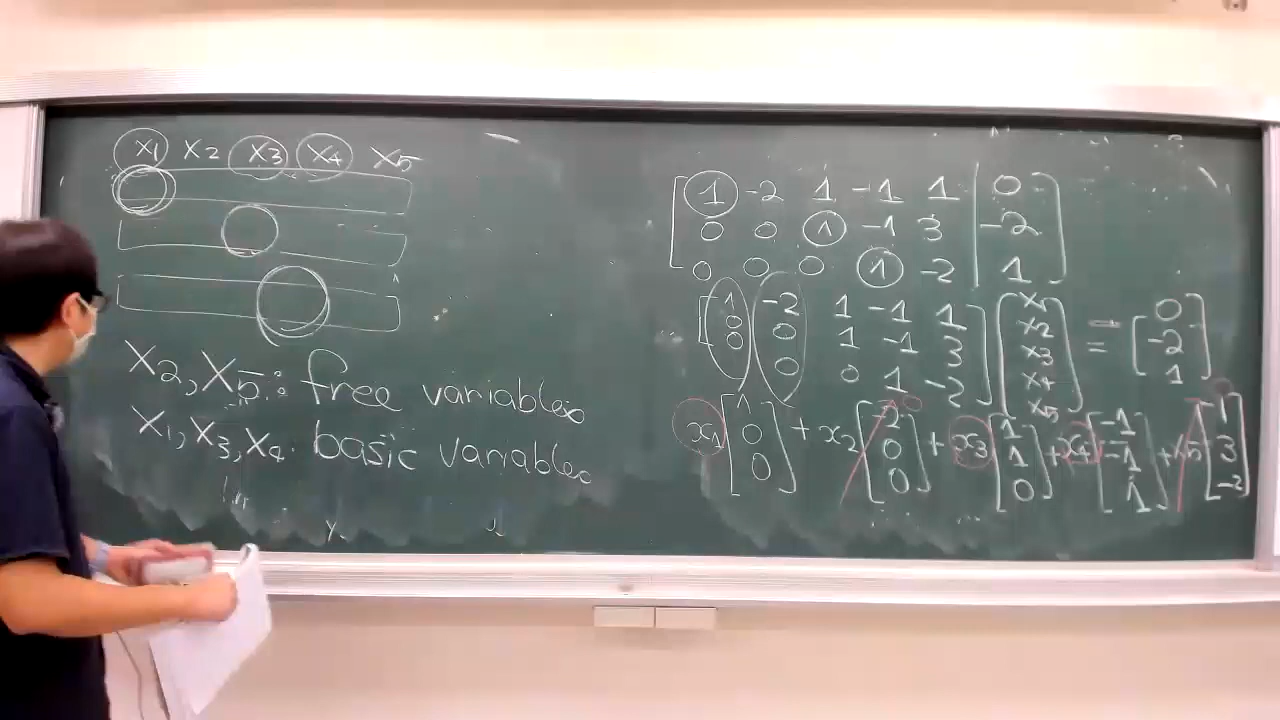 x1 x2 x3 x4 x5
x2, x5: free variables
x1, x3, x4. basic variables
1 -2 1 -1 1 | 0
0 0 1 -1 3 | -2
0 0 0 1 -2 | 1
1 -2 1 -1 1 x1 0
0 0 1 -1 3 x2 = -2
0 0 0 1 -2 x3 1
x4
x5
1 -2 1 -1 1
x1 0 + x2 0 + x3 1 + x4 -1 + x5 3
0 0 0 1 -2